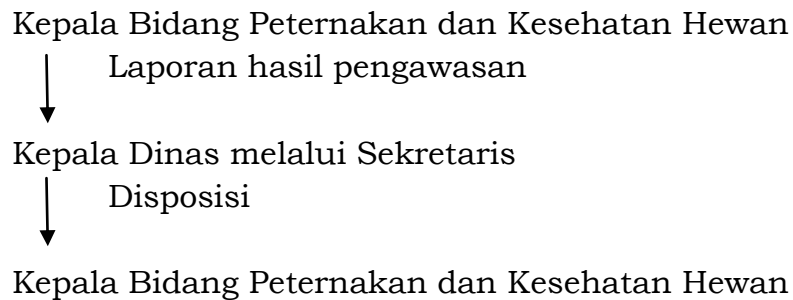 Kepala Bidang Peternakan dan Kesehatan Hewan
Laporan hasil pengawasan
Kepala Dinas melalui Sekretaris
Disposisi
Kepala Bidang Peternakan dan Kesehatan Hewan